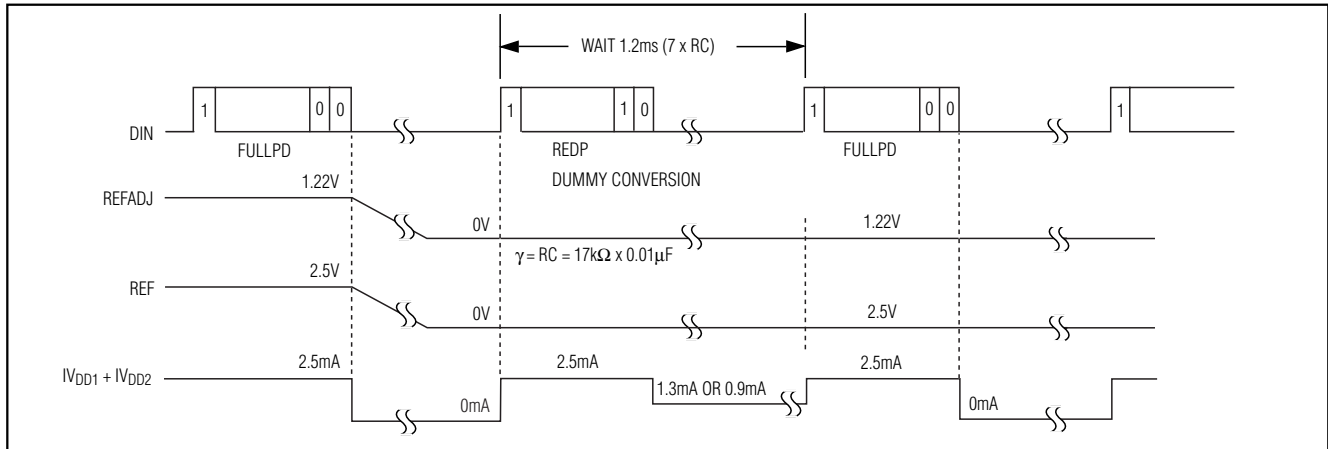 WAIT 1.2ms (7 x RC)
DIN 1 0 0 1 1 0 1 0 0 1
FULLPD REDP FULLPD
DUMMY CONVERSION
REFADJ 1.22V 0V 1.22V
γ = RC = 17kΩ x 0.01μF
REF 2.5V 0V 2.5V
IVDD1 + IVDD2 2.5mA 0mA 2.5mA 1.3mA OR 0.9mA 2.5mA 0mA